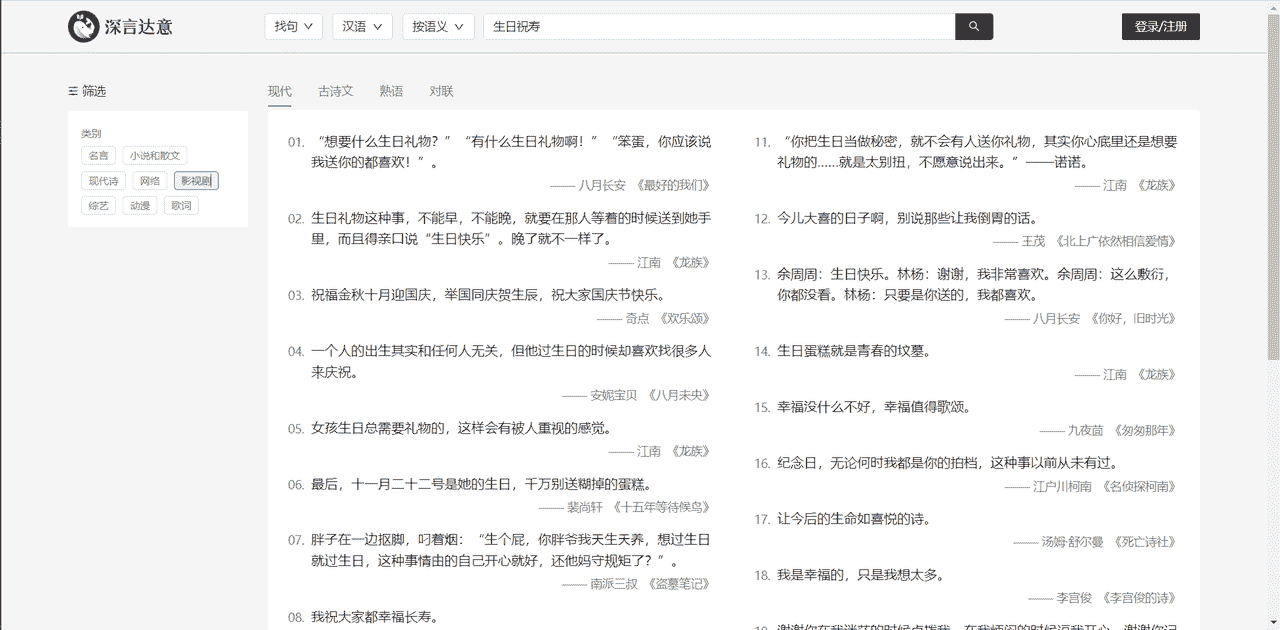 深言达意 找句 汉语 按语义 生日祝寿 登录/注册
筛选
类别
名言 小说和散文
现代诗 网络 影视剧
综艺 动漫 歌词
现代 古诗文 熟语 对联
01. “想要什么生日礼物？” “有什么生日礼物啊！” “笨蛋，你应该说
我送你的都喜欢！”。
—— 八月长安 《最好的我们》
02. 生日礼物这种事，不能早，不能晚，就要在那人等着的时候送到她手
里，而且得亲口说“生日快乐”。晚了就不一样了。
—— 江南 《龙族》
03. 祝福金秋十月迎国庆，举国同庆贺生辰，祝大家国庆节快乐。
—— 奇点 《欢乐颂》
04. 一个人的出生其实和任何人无关，但他过生日的时候却喜欢找很多人
来庆祝。
—— 安妮宝贝 《八月未央》
05. 女孩生日总需要礼物的，这样会有被人重视的感觉。
—— 江南 《龙族》
06. 最后，十一月二十二号是她的生日，千万别送糊掉的蛋糕。
—— 裴尚轩 《十五年等待候鸟》
07. 胖子在一边抠脚，叼着烟：“生个屁，你胖爷我天生天养，想过生日
就过生日，这种事情由的自己开心就好，还他妈守规矩了？”。
—— 南派三叔 《盗墓笔记》
08. 我祝大家都幸福长寿。
11. “你把生日当做秘密，就不会有人送你礼物，其实你心底里还是想要
礼物的......就是太别扭，不愿意说出来。”——诺诺。
—— 江南 《龙族》
12. 今儿大喜的日子啊，别说那些让我倒胃的话。
—— 王茂 《北上广依然相信爱情》
13. 余周周：生日快乐。林杨：谢谢，我非常喜欢。余周周：这么敷衍，
你都没看。林杨：只要是你送的，我都喜欢。
—— 八月长安 《你好，旧时光》
14. 生日蛋糕就是青春的坟墓。
—— 江南 《龙族》
15. 幸福没什么不好，幸福值得歌颂。
—— 九夜茴 《匆匆那年》
16. 纪念日，无论何时我都是你的拍档，这种事以前从未有过。
—— 江户川柯南 《名侦探柯南》
17. 让今后的生命如喜悦的诗。
—— 汤姆·舒尔曼 《死亡诗社》
18. 我是幸福的，只是我想太多。
—— 李宫俊 《李宫俊的诗》